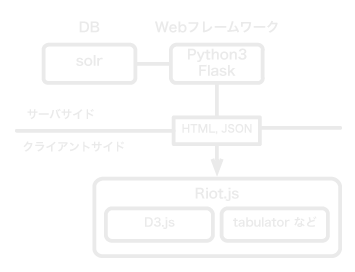 DB Webフレームワーク
solr
Python3
Flask
サーバサイド
HTML, JSON
クライアントサイド
Riot.js
D3.js
tabulator など